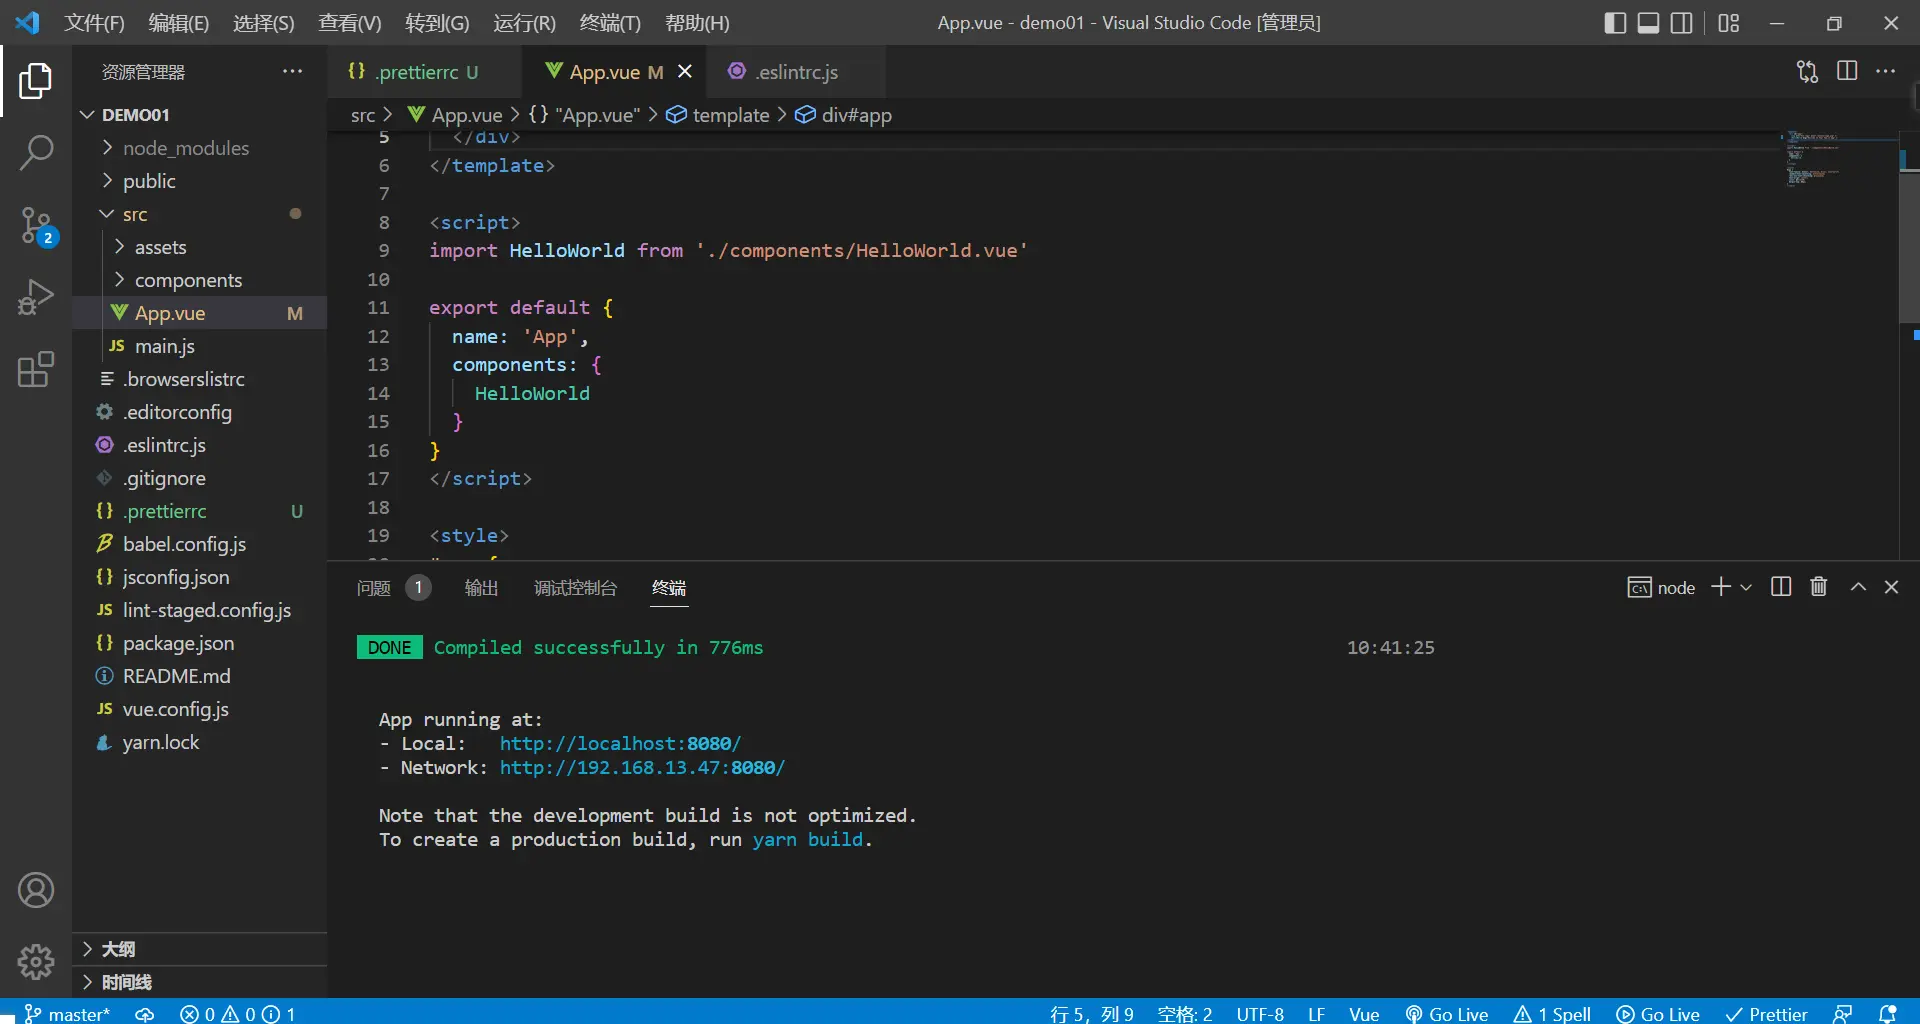 文件(F) 编辑(E) 选择(S) 查看(V) 转到(G) 运行(R) 终端(T) 帮助(H) App.vue - demo01 - Visual Studio Code [管理员]
资源管理器
DEMO01
node_modules
public
src
assets
components
App.vue M
main.js
.browserslistrc
.editorconfig
.eslintrc.js
.gitignore
.prettierrc U
babel.config.js
jsconfig.json
lint-staged.config.js
package.json
README.md
vue.config.js
yarn.lock
大纲
时间线
2
.prettierrc U App.vue M .eslintrc.js
src > App.vue > {} "App.vue" > template > div#app
5 </div>
6 </template>
7
8 <script>
9 import HelloWorld from './components/HelloWorld.vue'
10
11 export default {
12 name: 'App',
13 components: {
14 HelloWorld
15 }
16 }
17 </script>
18
19 <style>
问题 1 输出 调试控制台 终端 node
DONE Compiled successfully in 776ms 10:41:25
App running at:
- Local: http://localhost:8080/
- Network: http://192.168.13.47:8080/
Note that the development build is not optimized.
To create a production build, run yarn build.
master* 0 0 1 行 5，列 9 空格: 2 UTF-8 LF Vue Go Live 1 Spell Go Live Prettier